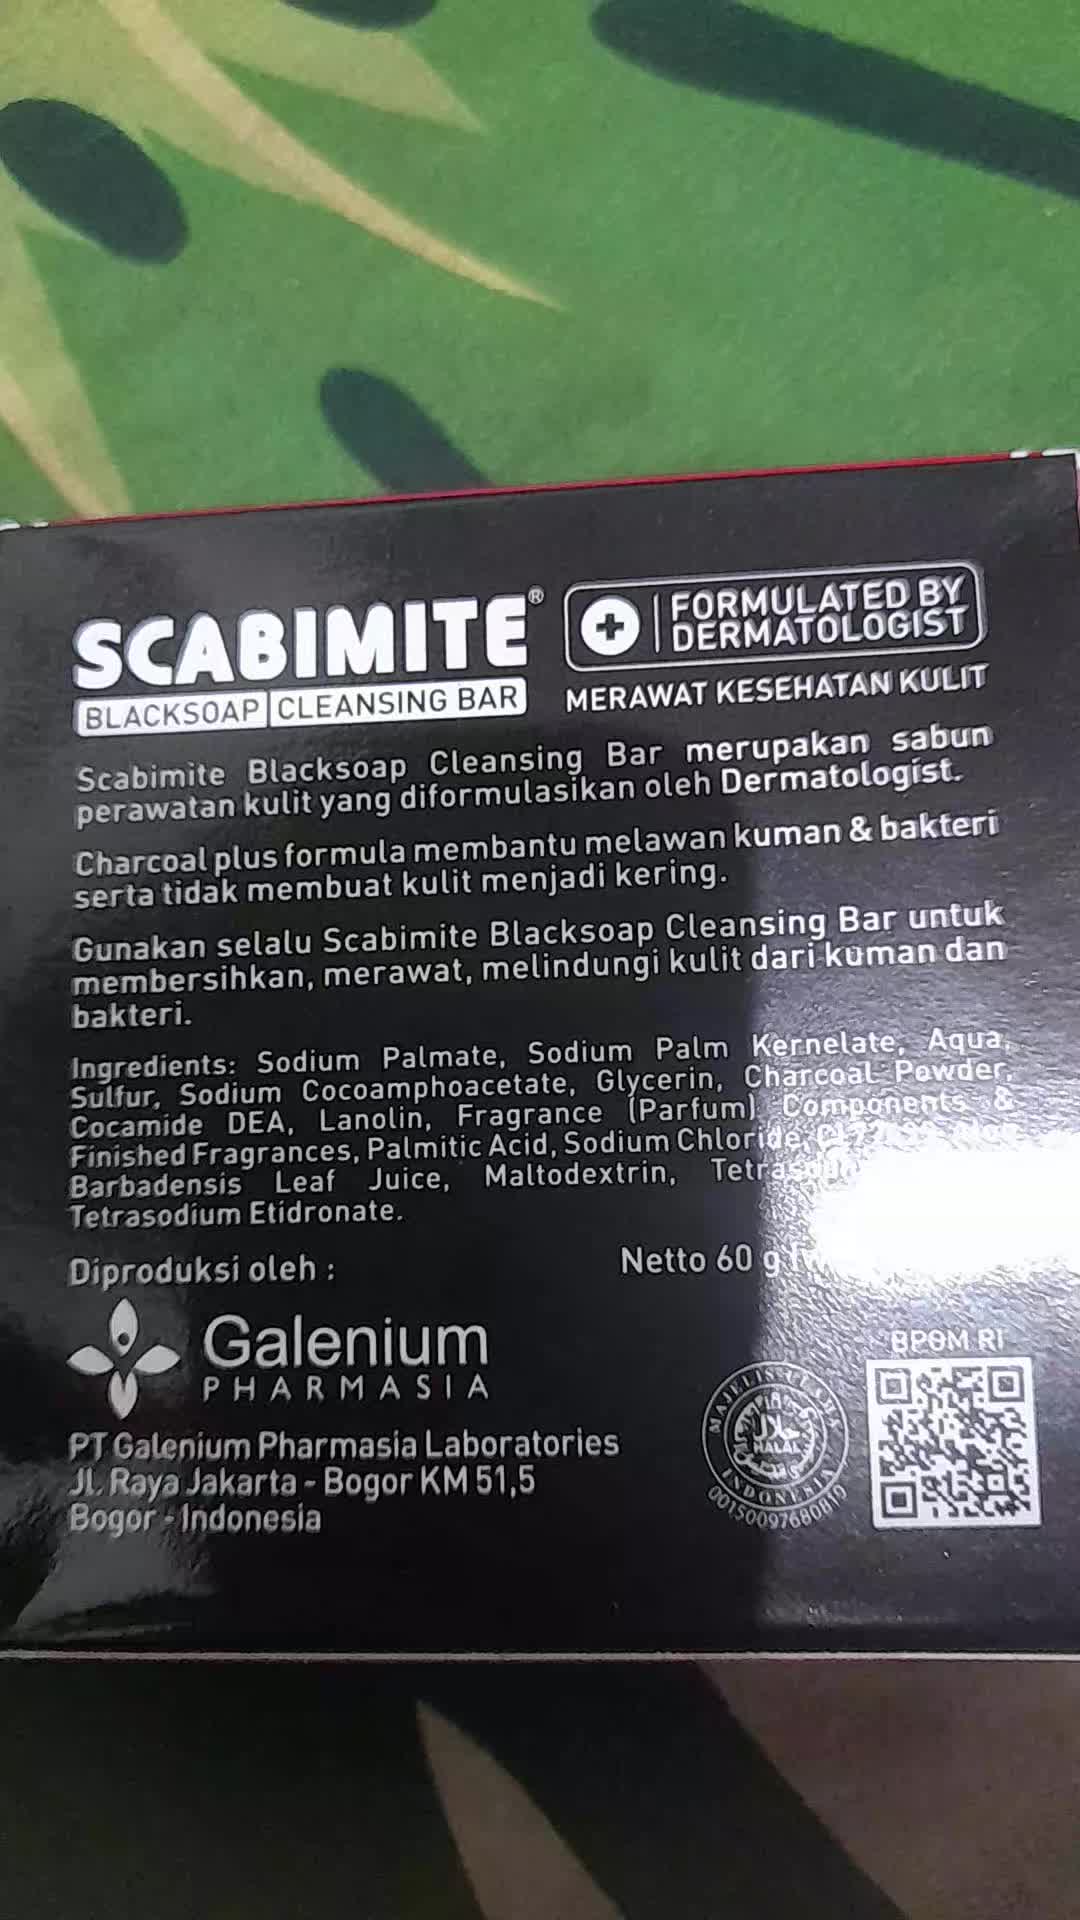 SCABIMITE®
BLACKSOAP CLEANSING BAR
FORMULATED BY
DERMATOLOGIST
MERAWAT KESEHATAN KULIT
Scabimite Blacksoap Cleansing Bar merupakan sabun
perawatan kulit yang diformulasikan oleh Dermatologist.
Charcoal plus formula membantu melawan kuman & bakteri
serta tidak membuat kulit menjadi kering.
Gunakan selalu Scabimite Blacksoap Cleansing Bar untuk
membersihkan, merawat, melindungi kulit dari kuman dan
bakteri.
Ingredients: Sodium Palmate, Sodium Palm Kernelate, Aqua,
Sulfur, Sodium Cocoamphoacetate, Glycerin, Charcoal Powder,
Cocamide DEA, Lanolin, Fragrance (Parfum) Components &
Finished Fragrances, Palmitic Acid, Sodium Chloride,
Barbadensis Leaf Juice, Maltodextrin,
Tetrasodium Etidronate.
Diproduksi oleh :
Netto 60 g
Galenium
PHARMASIA
PT Galenium Pharmasia Laboratories
Jl. Raya Jakarta - Bogor KM 51,5
Bogor - Indonesia
HALAL
INDONESIA
BPOM RI